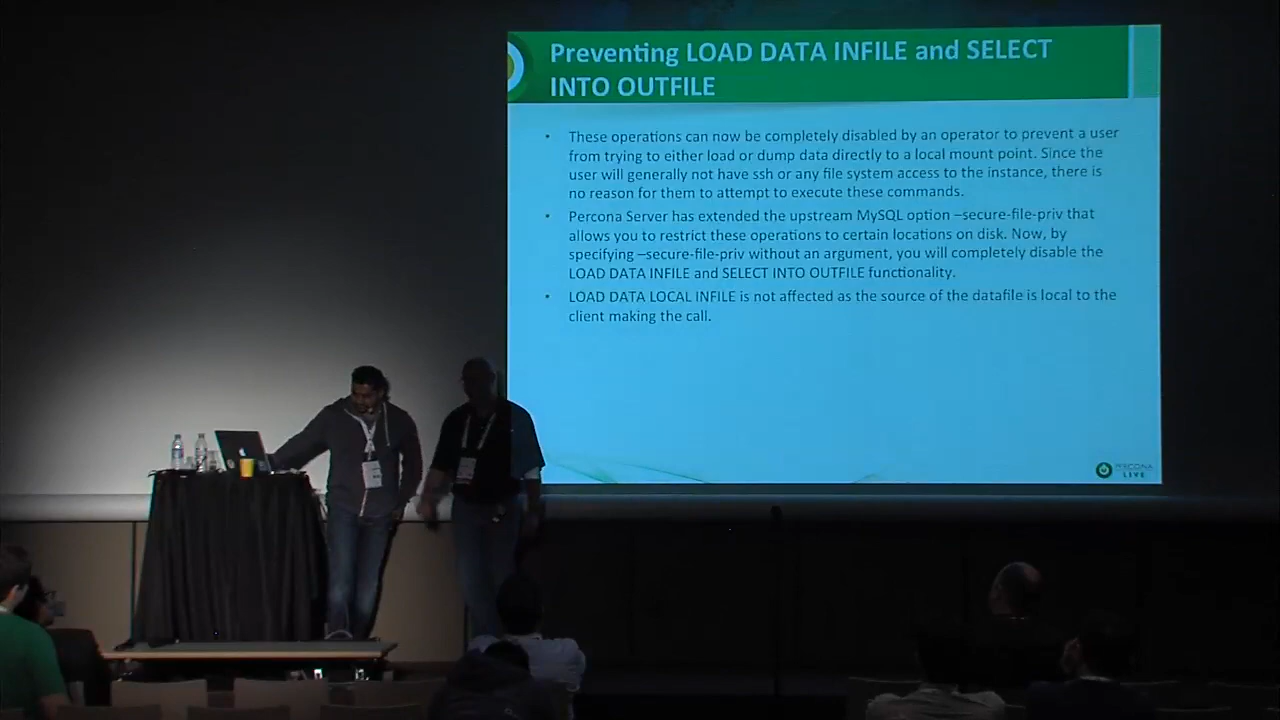 Preventing LOAD DATA INFILE and SELECT
INTO OUTFILE
• These operations can now be completely disabled by an operator to prevent a user
from trying to either load or dump data directly to a local mount point. Since the
user will generally not have ssh or any file system access to the instance, there is
no reason for them to attempt to execute these commands.
• Percona Server has extended the upstream MySQL option –secure-file-priv that
allows you to restrict these operations to certain locations on disk. Now, by
specifying –secure-file-priv without an argument, you will completely disable the
LOAD DATA INFILE and SELECT INTO OUTFILE functionality.
• LOAD DATA LOCAL INFILE is not affected as the source of the datafile is local to the
client making the call.
PERCONA
LIVE